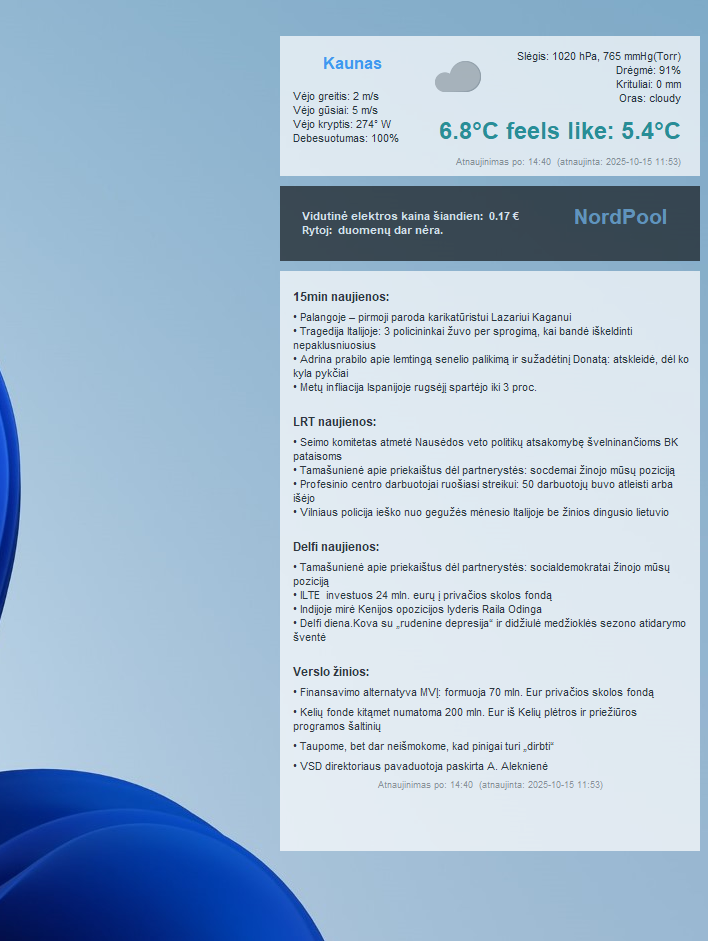 Kaunas
Vėjo greitis: 2 m/s
Vėjo gūsiai: 5 m/s
Vėjo kryptis: 274° W
Debesuotumas: 100%
Slėgis: 1020 hPa, 765 mmHg(Torr)
Drėgmė: 91%
Krituliai: 0 mm
Oras: cloudy
6.8°C feels like: 5.4°C
Atnaujinimas po: 14:40 (atnaujinta: 2025-10-15 11:53)
Vidutinė elektros kaina šiandien: 0.17 €
Rytoj: duomenų dar nėra.
NordPool
15min naujienos:
• Palangoje – pirmoji paroda karikatūristui Lazariui Kaganui
• Tragedija Italijoje: 3 policininkai žuvo per sprogimą, kai bandė iškeldinti
nepaklusniuosius
• Adrina prabilo apie lemtingą senelio palikimą ir sužadėtinį Donatą: atskleidė, dėl ko
kyla pykčiai
• Metų infliacija Ispanijoje rugsėjį spartėjo iki 3 proc.
LRT naujienos:
• Seimo komitetas atmetė Nausėdos veto politikų atsakomybę švelninančioms BK
pataisoms
• Tamašunienė apie priekaištus dėl partnerystės: socdemai žinojo mūsų poziciją
• Profesinio centro darbuotojai ruošiasi streikui: 50 darbuotojų buvo atleisti arba
išėjo
• Vilniaus policija ieško nuo gegužės mėnesio Italijoje be žinios dingusio lietuvio
Delfi naujienos:
• Tamašunienė apie priekaištus dėl partnerystės: socialdemokratai žinojo mūsų
poziciją
• ILTE investuos 24 mln. eurų į privačios skolos fondą
• Indijoje mirė Kenijos opozicijos lyderis Raila Odinga
• Delfi diena.Kova su „rudenine depresija“ ir didžiulė medžioklės sezono atidarymo
šventė
Verslo žinios:
• Finansavimo alternatyva MVĮ: formuoja 70 mln. Eur privačios skolos fondą
• Kelių fonde kitąmet numatoma 200 mln. Eur iš Kelių plėtros ir priežiūros
programos šaltinių
• Taupome, bet dar neišmokome, kad pinigai turi „dirbti“
• VSD direktoriaus pavaduotoja paskirta A. Aleknienė
Atnaujinimas po: 14:40 (atnaujinta: 2025-10-15 11:53)